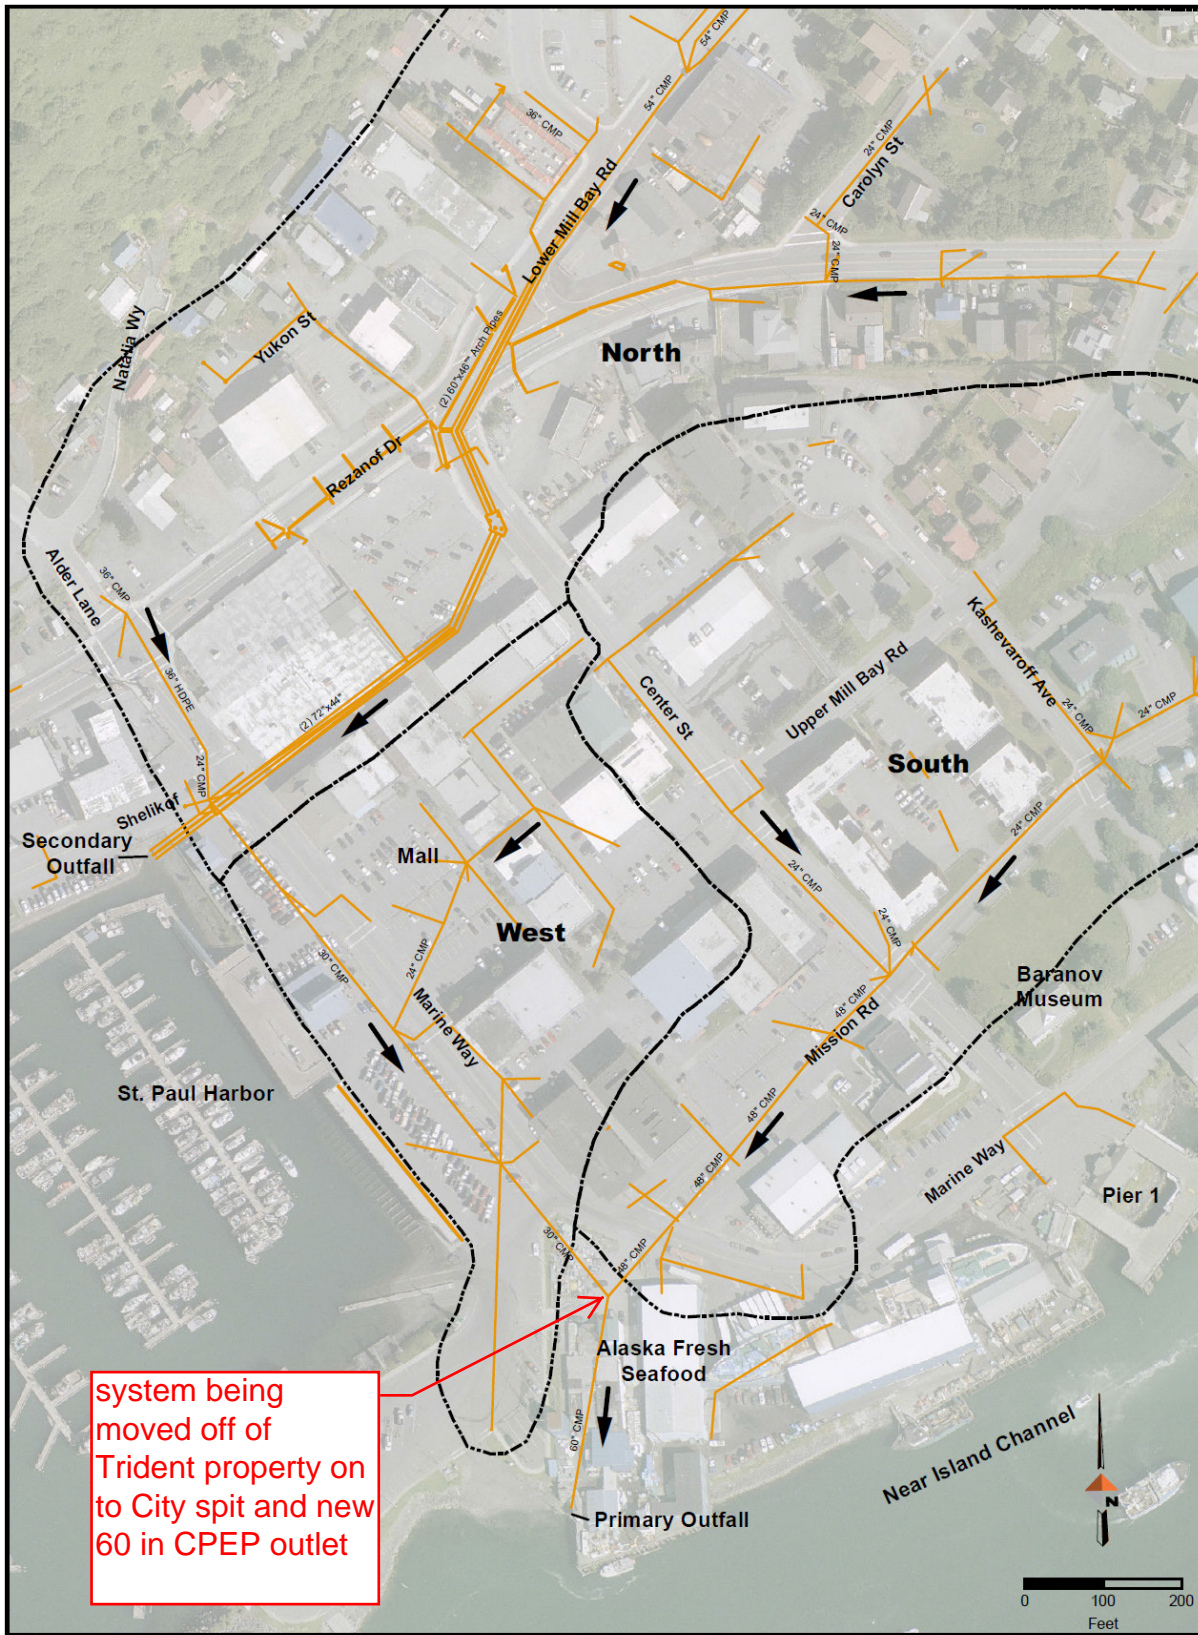 54" CMP
54" CMP
36" CMP
24" CMP
Carolyn St
Lower Mill Bay Rd
24" CMP
24" CMP
Natalia Wy
Yukon St
(2) 60"x46"" Arch Pipes
North
Rezanof Dr
Alder Lane
36" CMP
36" HDPE
24" CMP
(2) 72"x44"
Kashevaroff Ave
Center St
Upper Mill Bay Rd
24" CMP
24" CMP
South
Shelikof
Secondary
Outfall
Mall
24" CMP
24" CMP
24" CMP
West
30" CMP
24" CMP
Marine Way
48" CMP
Mission Rd
Baranov
Museum
St. Paul Harbor
48" CMP
48" CMP
Marine Way
Pier 1
30" CMP
48" CMP
Alaska Fresh
Seafood
60" CMP
system being
moved off of
Trident property on
to City spit and new
60 in CPEP outlet
Near Island Channel
Primary Outfall
N
0 100 200
Feet